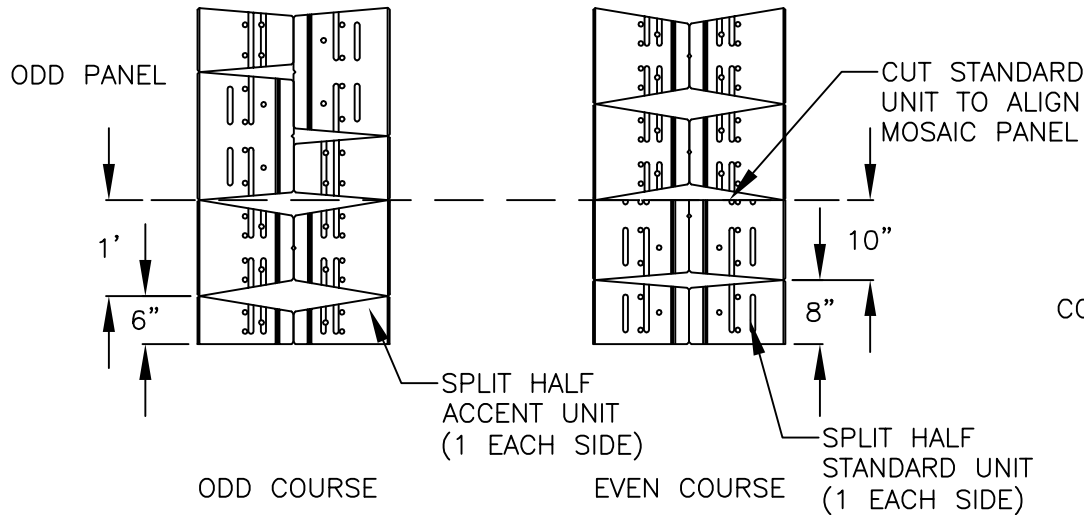 ODD PANEL
CUT STANDARD
UNIT TO ALIGN
MOSAIC PANEL
1'
6"
10"
8"
CO
SPLIT HALF
ACCENT UNIT
(1 EACH SIDE)
SPLIT HALF
STANDARD UNIT
(1 EACH SIDE)
ODD COURSE
EVEN COURSE